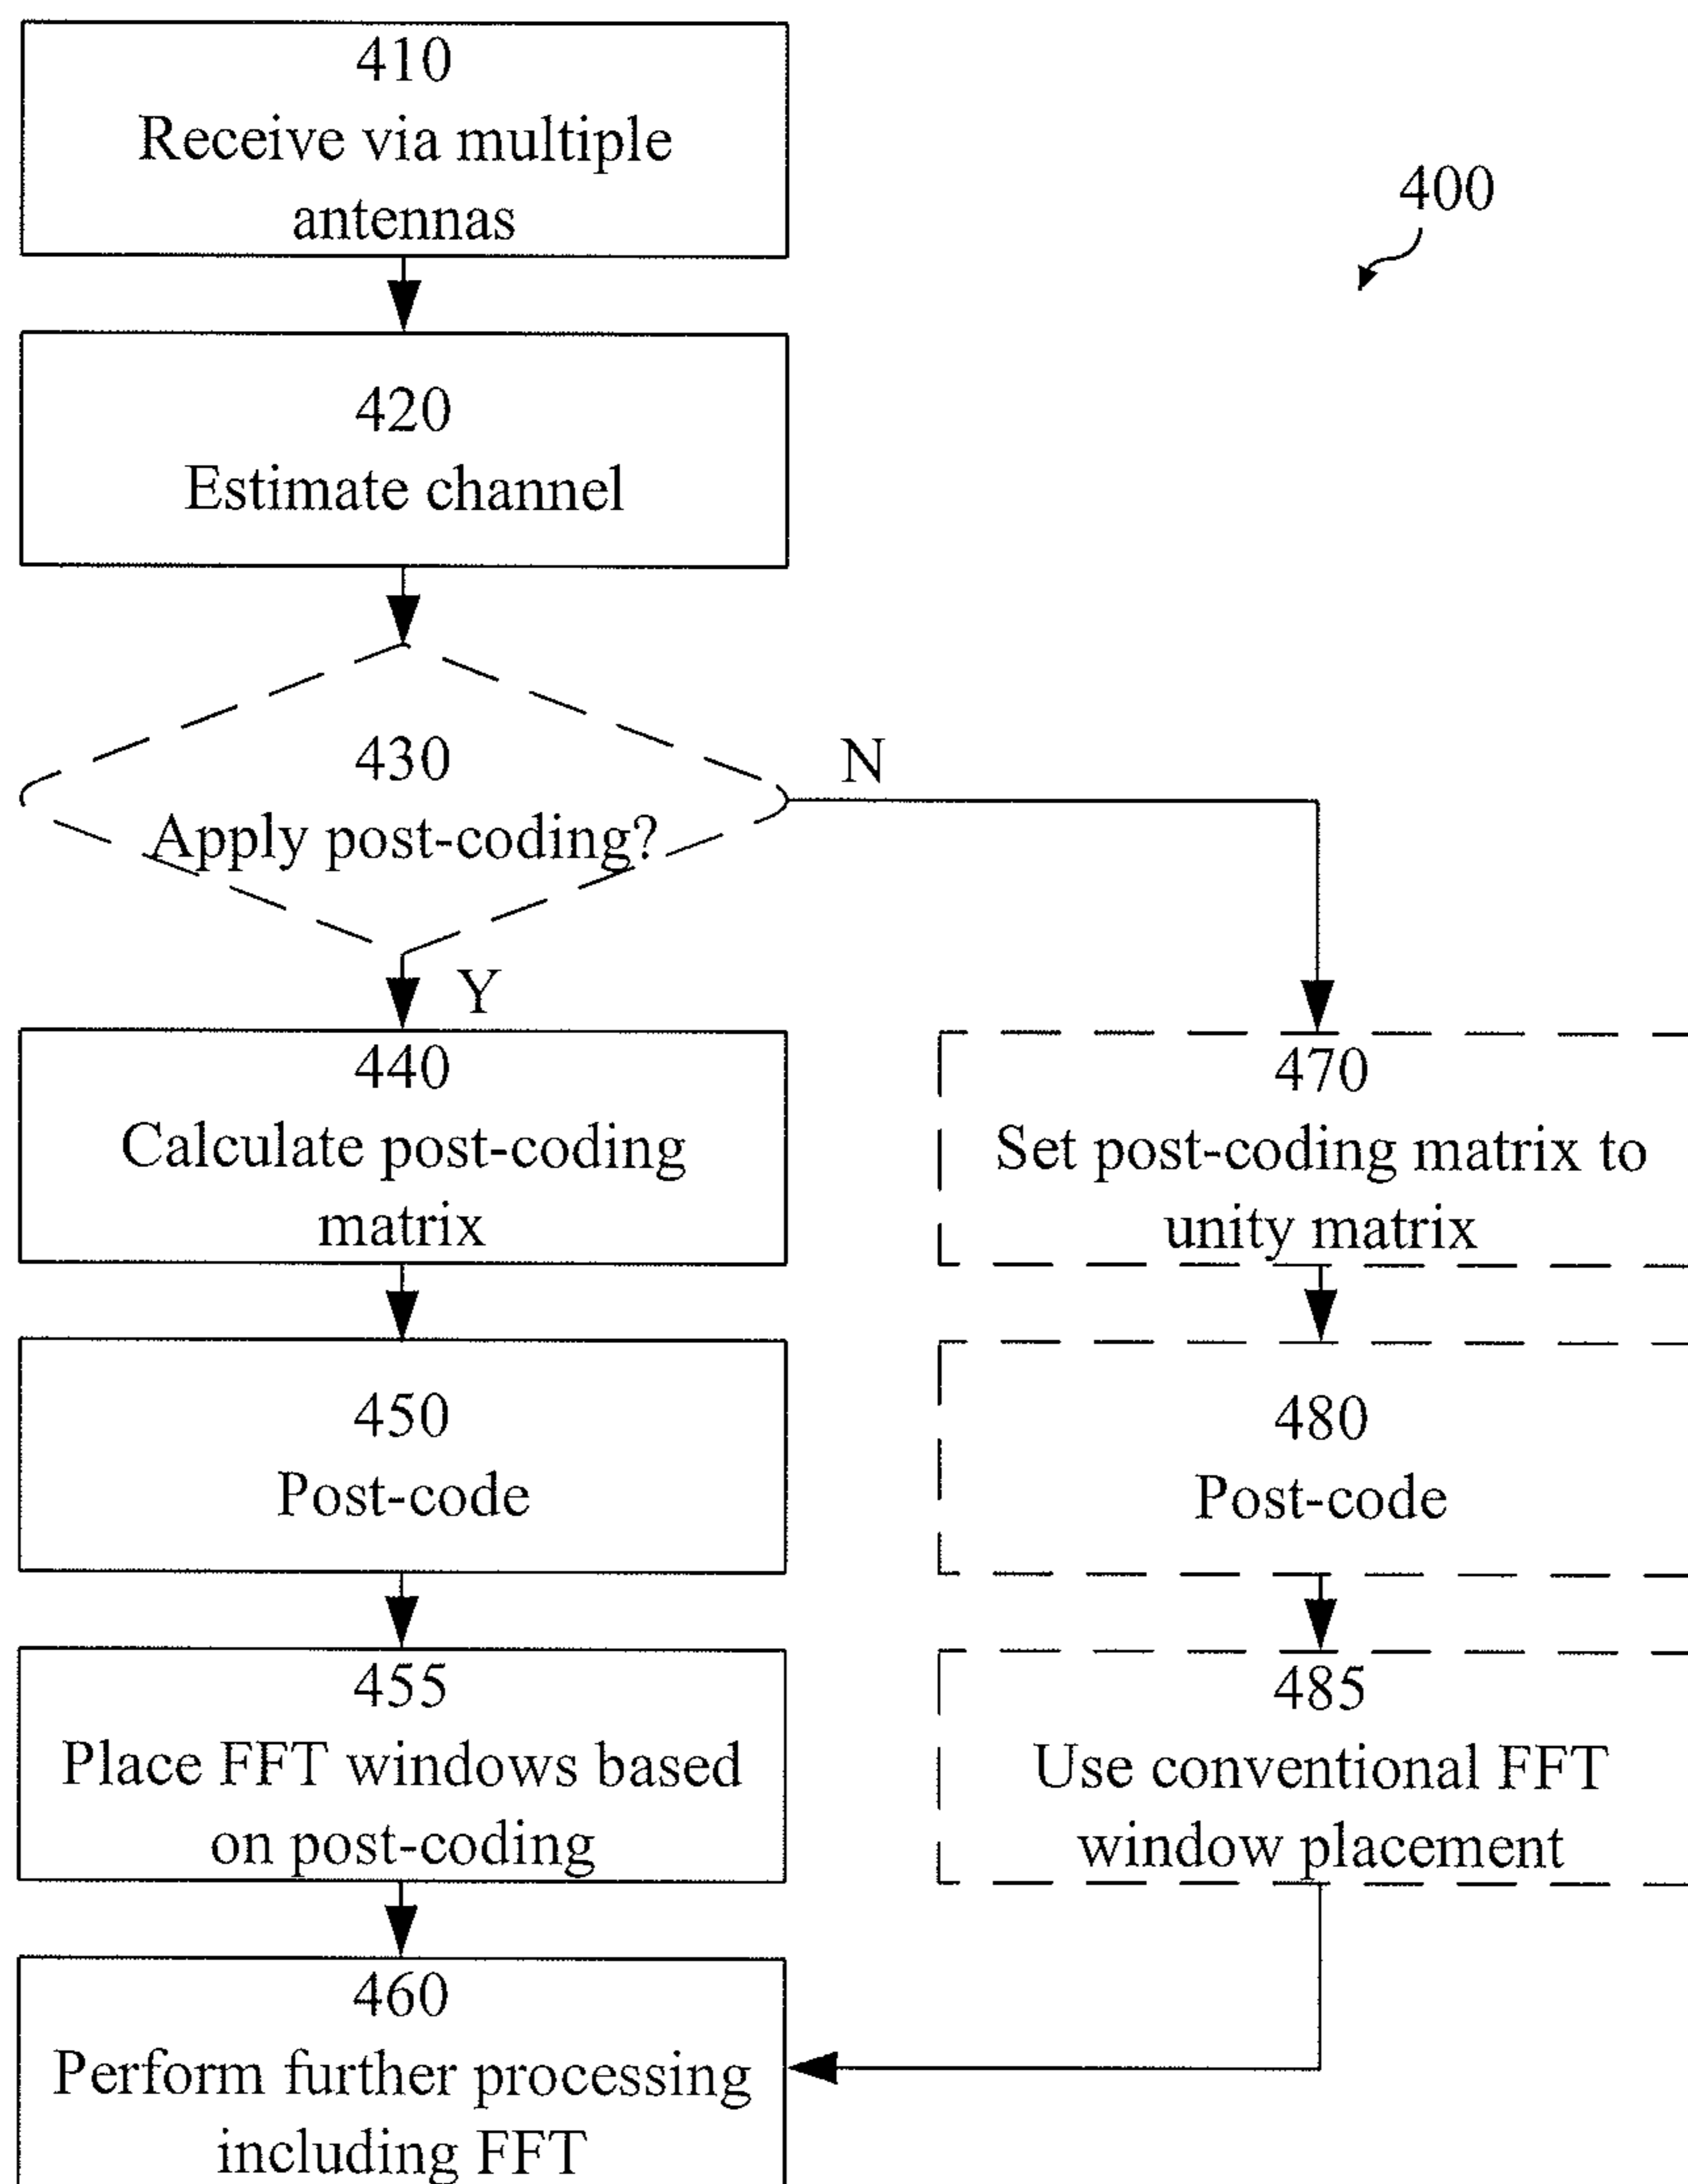 410
Receive via multiple
antennas
400
420
Estimate channel
430
Apply post-coding?
N
Y
440
Calculate post-coding
matrix
470
Set post-coding matrix to
unity matrix
450
Post-code
480
Post-code
455
Place FFT windows based
on post-coding
485
Use conventional FFT
window placement
460
Perform further processing
including FFT